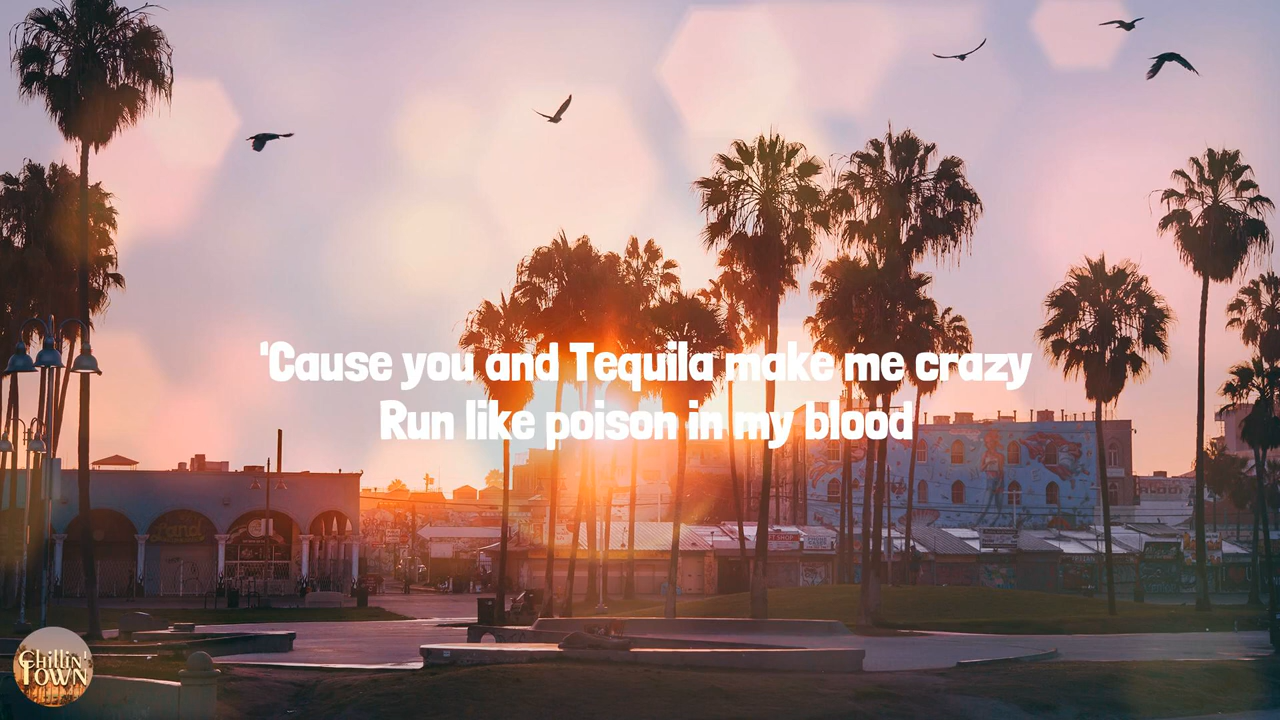 'Cause you and Tequila make me crazy
Run like poison in my blood
Chillin'
TOWN